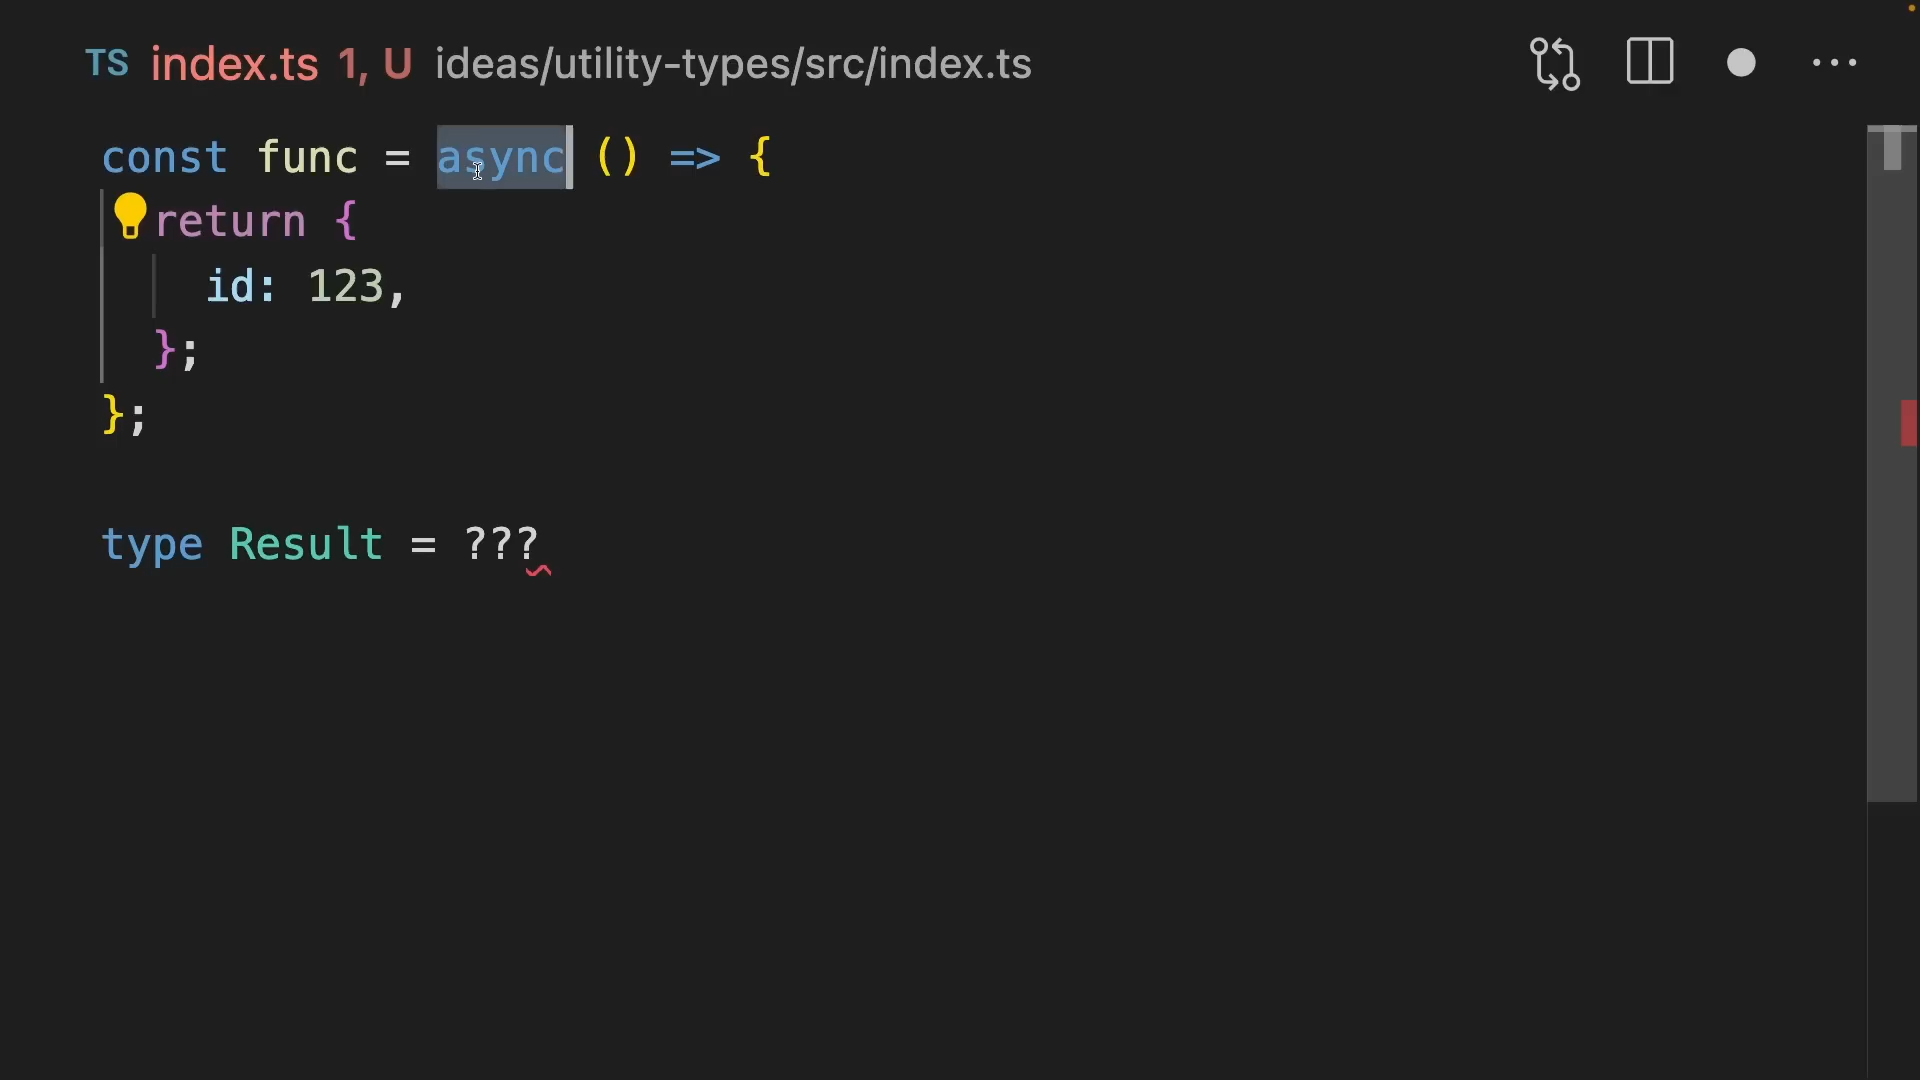 TS index.ts 1, U ideas/utility-types/src/index.ts
const func = async () => {
return {
id: 123,
};
};
type Result = ???